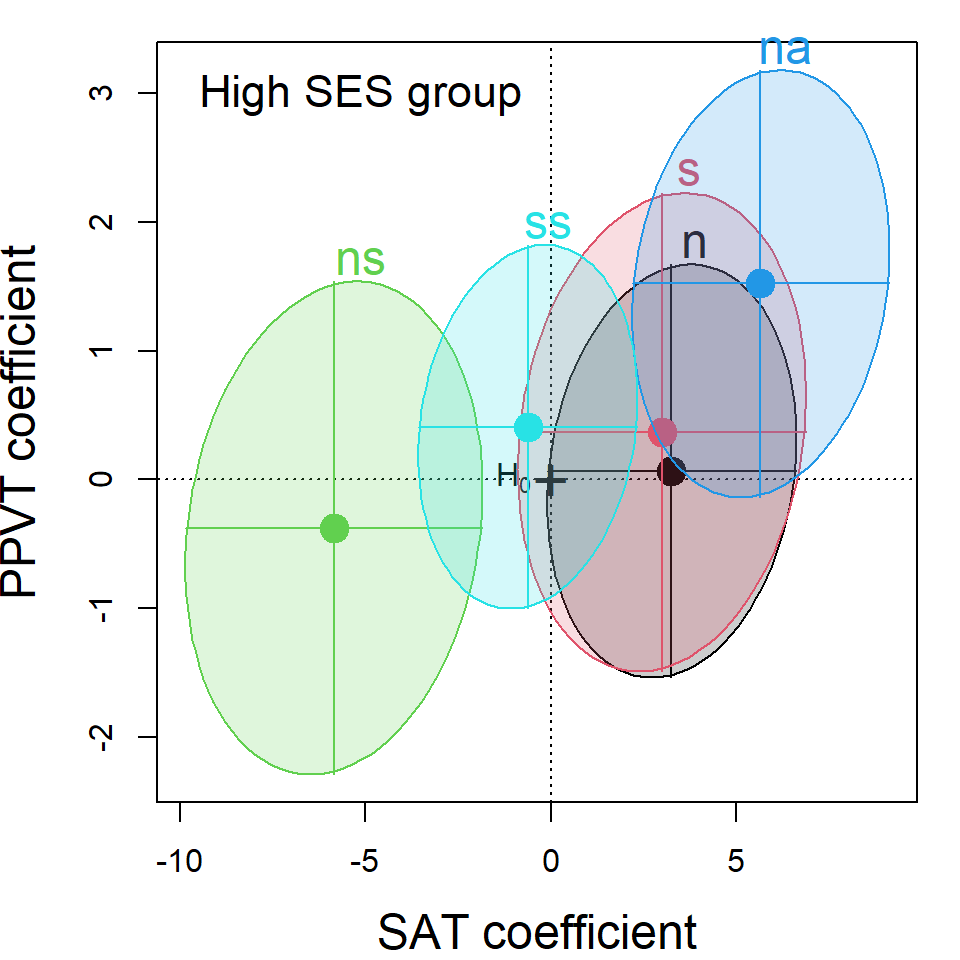 na
High SES group
3
s
2
ss
n
ns
1
H0
0
-1
-2
PPVT coefficient
-10
-5
0
5
SAT coefficient